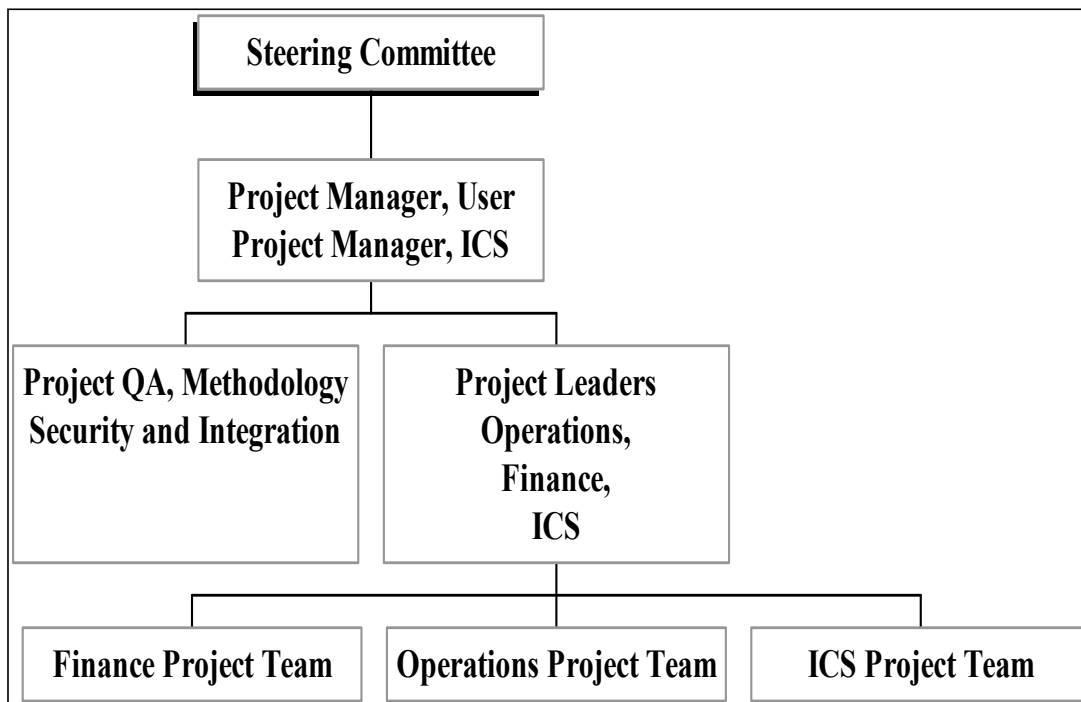 Steering Committee
Project Manager, User
Project Manager, ICS
Project QA, Methodology
Security and Integration
Project Leaders
Operations,
Finance,
ICS
Finance Project Team
Operations Project Team
ICS Project Team